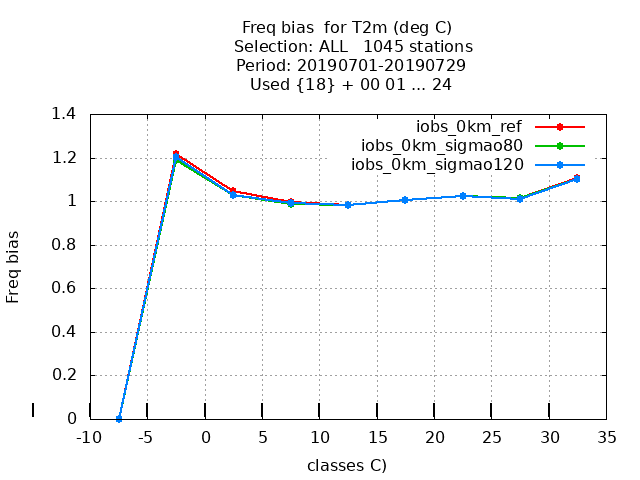 Freq bias  for T2m (deg C)
Selection: ALL   1045 stations
Period: 20190701-20190729
Used {18} + 00 01 ... 24
iobs_0km_ref
iobs_0km_sigmao80
iobs_0km_sigmao120
Freq bias
1.4
1.2
1
0.8
0.6
0.4
0.2
0
-10 -5 0 5 10 15 20 25 30 35
classes C)